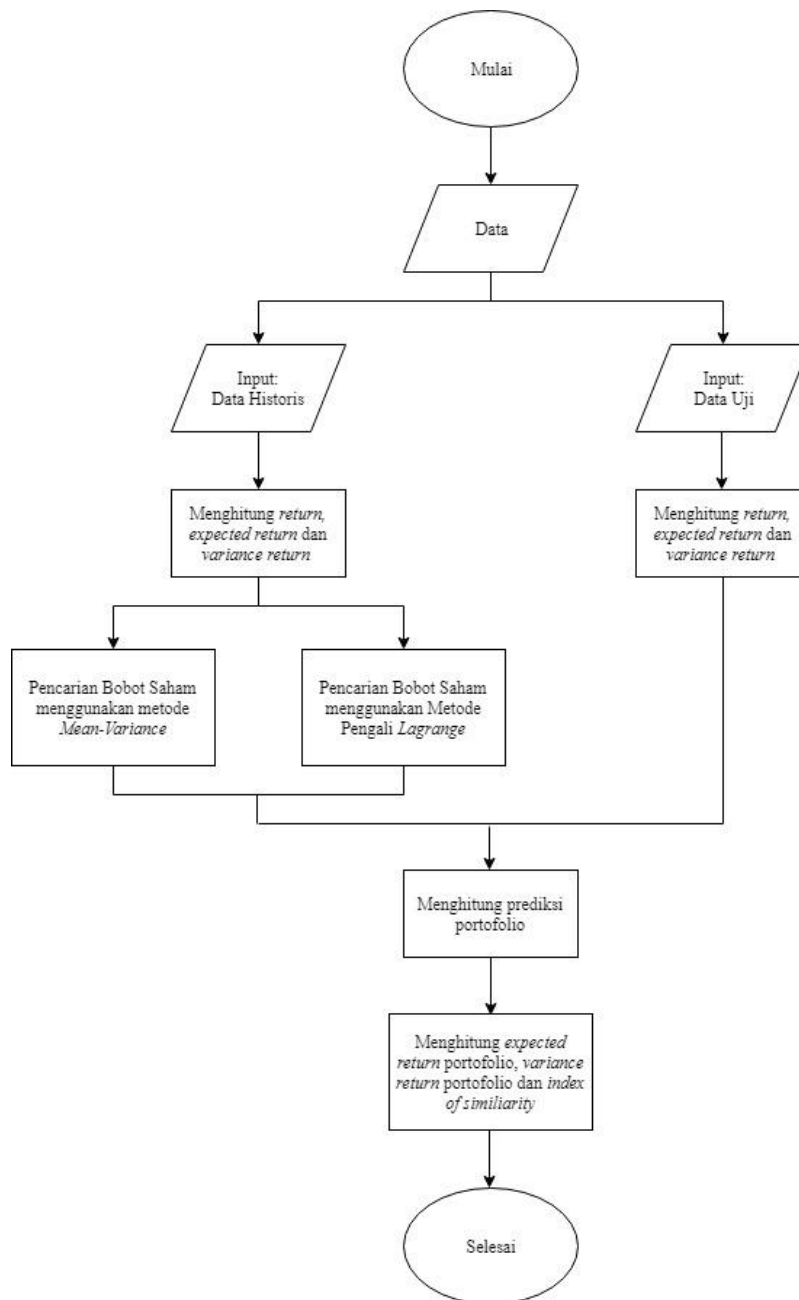 Mulai
Data
Input:
Data Historis
Input:
Data Uji
Menghitung return,
expected return dan
variance return
Menghitung return,
expected return dan
variance return
Pencarian Bobot Saham
menggunakan metode
Mean-Variance
Pencarian Bobot Saham
menggunakan Metode
Pengali Lagrange
Menghitung prediksi
portofolio
Menghitung expected
return portofolio, variance
return portofolio dan index
of similiarity
Selesai